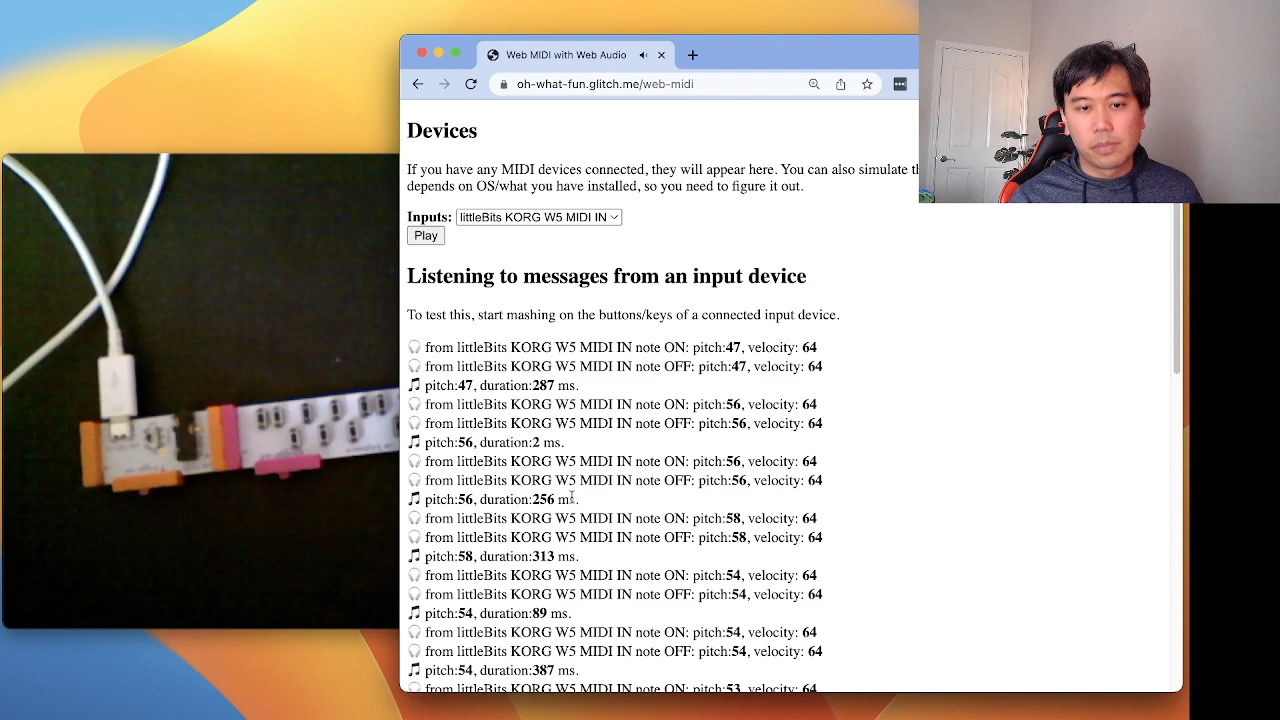 Web MIDI with Web Audio
oh-what-fun.glitch.me/web-midi
Devices
If you have any MIDI devices connected, they will appear here. You can also simulate
depends on OS/what you have installed, so you need to figure it out.
Inputs: littleBits KORG W5 MIDI IN
Play
Listening to messages from an input device
To test this, start mashing on the buttons/keys of a connected input device.
from littleBits KORG W5 MIDI IN note ON: pitch:47, velocity: 64
from littleBits KORG W5 MIDI IN note OFF: pitch:47, velocity: 64
pitch:47, duration:287 ms.
from littleBits KORG W5 MIDI IN note ON: pitch:56, velocity: 64
from littleBits KORG W5 MIDI IN note OFF: pitch:56, velocity: 64
pitch:56, duration:2 ms.
from littleBits KORG W5 MIDI IN note ON: pitch:56, velocity: 64
from littleBits KORG W5 MIDI IN note OFF: pitch:56, velocity: 64
pitch:56, duration:256 ms.
from littleBits KORG W5 MIDI IN note ON: pitch:58, velocity: 64
from littleBits KORG W5 MIDI IN note OFF: pitch:58, velocity: 64
pitch:58, duration:313 ms.
from littleBits KORG W5 MIDI IN note ON: pitch:54, velocity: 64
from littleBits KORG W5 MIDI IN note OFF: pitch:54, velocity: 64
pitch:54, duration:89 ms.
from littleBits KORG W5 MIDI IN note ON: pitch:54, velocity: 64
from littleBits KORG W5 MIDI IN note OFF: pitch:54, velocity: 64
pitch:54, duration:387 ms.
from littleBits KORG W5 MIDI IN note ON: pitch:53, velocity: 64